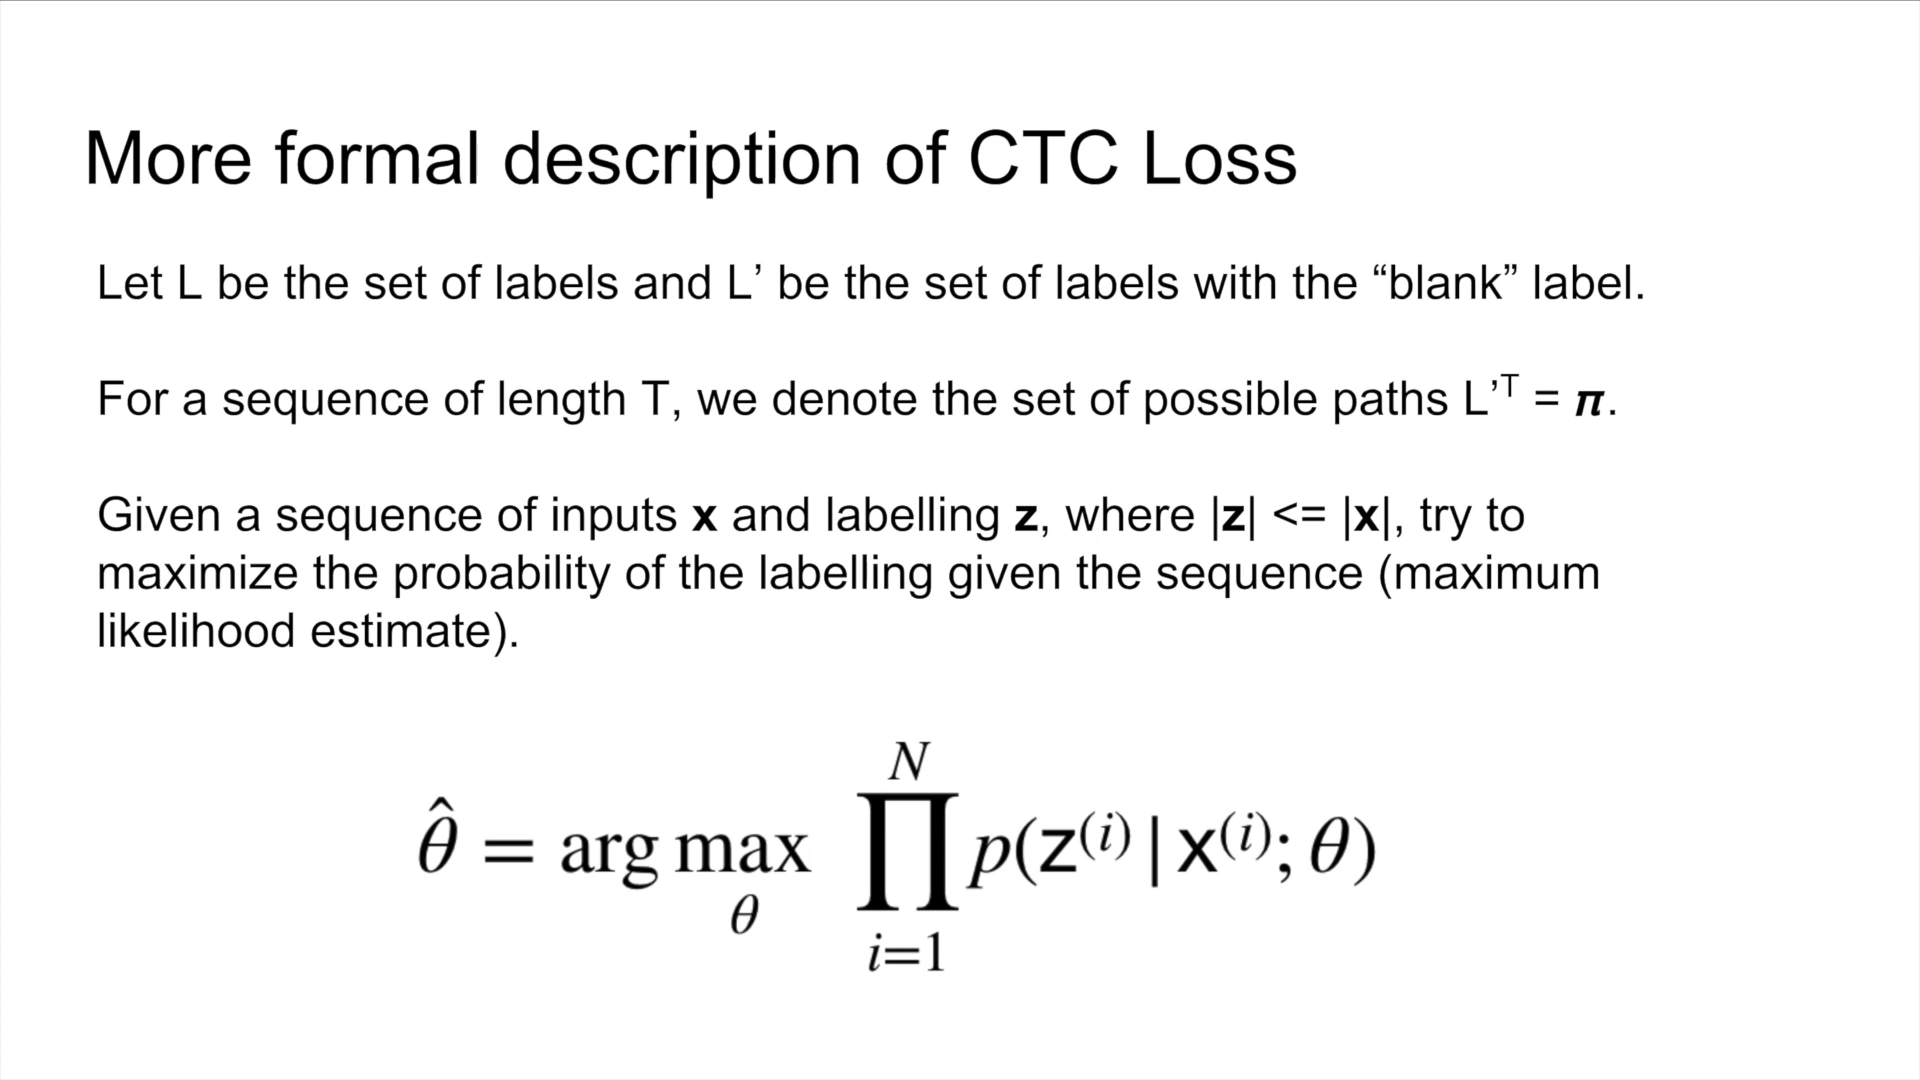 More formal description of CTC Loss
Let L be the set of labels and L’ be the set of labels with the “blank” label.
For a sequence of length T, we denote the set of possible paths L’ᵀ = π.
Given a sequence of inputs x and labelling z, where |z| <= |x|, try to
maximize the probability of the labelling given the sequence (maximum
likelihood estimate).
θ̂ = arg max_θ ∏_{i=1}^{N} p(z⁽ⁱ⁾ | x⁽ⁱ⁾; θ)